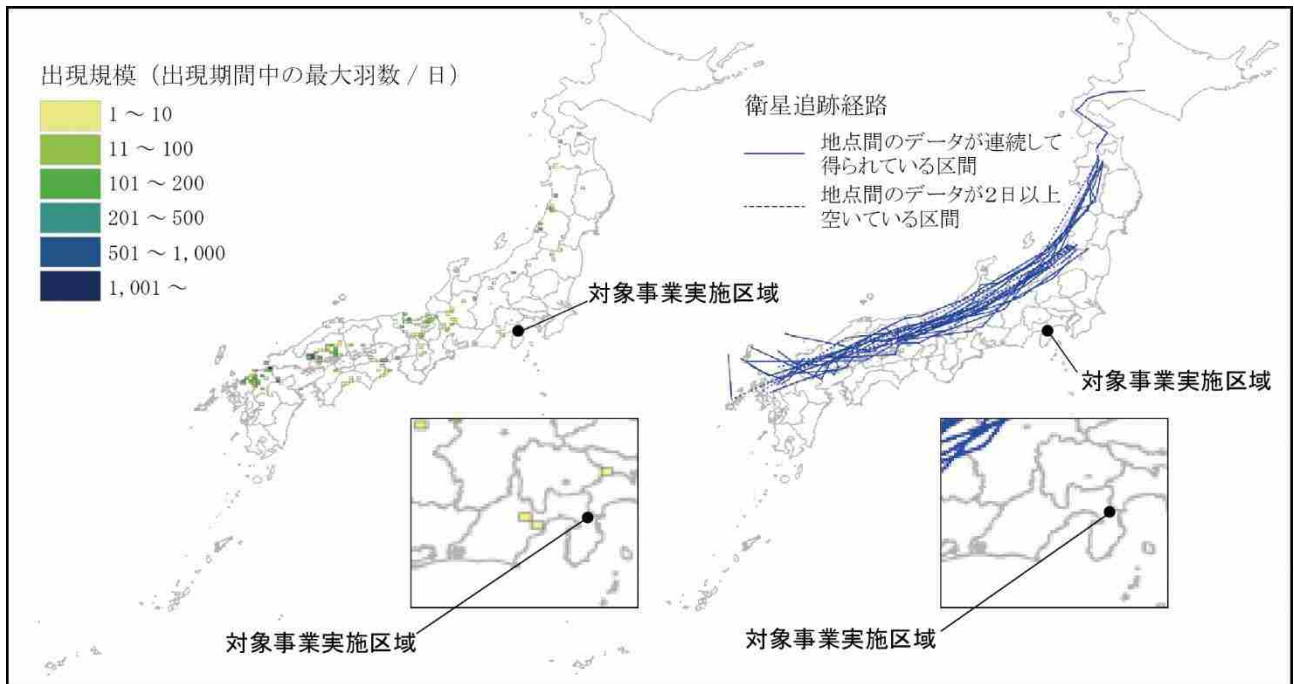 出現規模（出現期間中の最大羽数 / 日）
1 ～ 10
11 ～ 100
101 ～ 200
201 ～ 500
501 ～ 1,000
1,001 ～
対象事業実施区域
対象事業実施区域
衛星追跡経路
地点間のデータが連続して
得られている区間
地点間のデータが2日以上
空いている区間
対象事業実施区域
対象事業実施区域